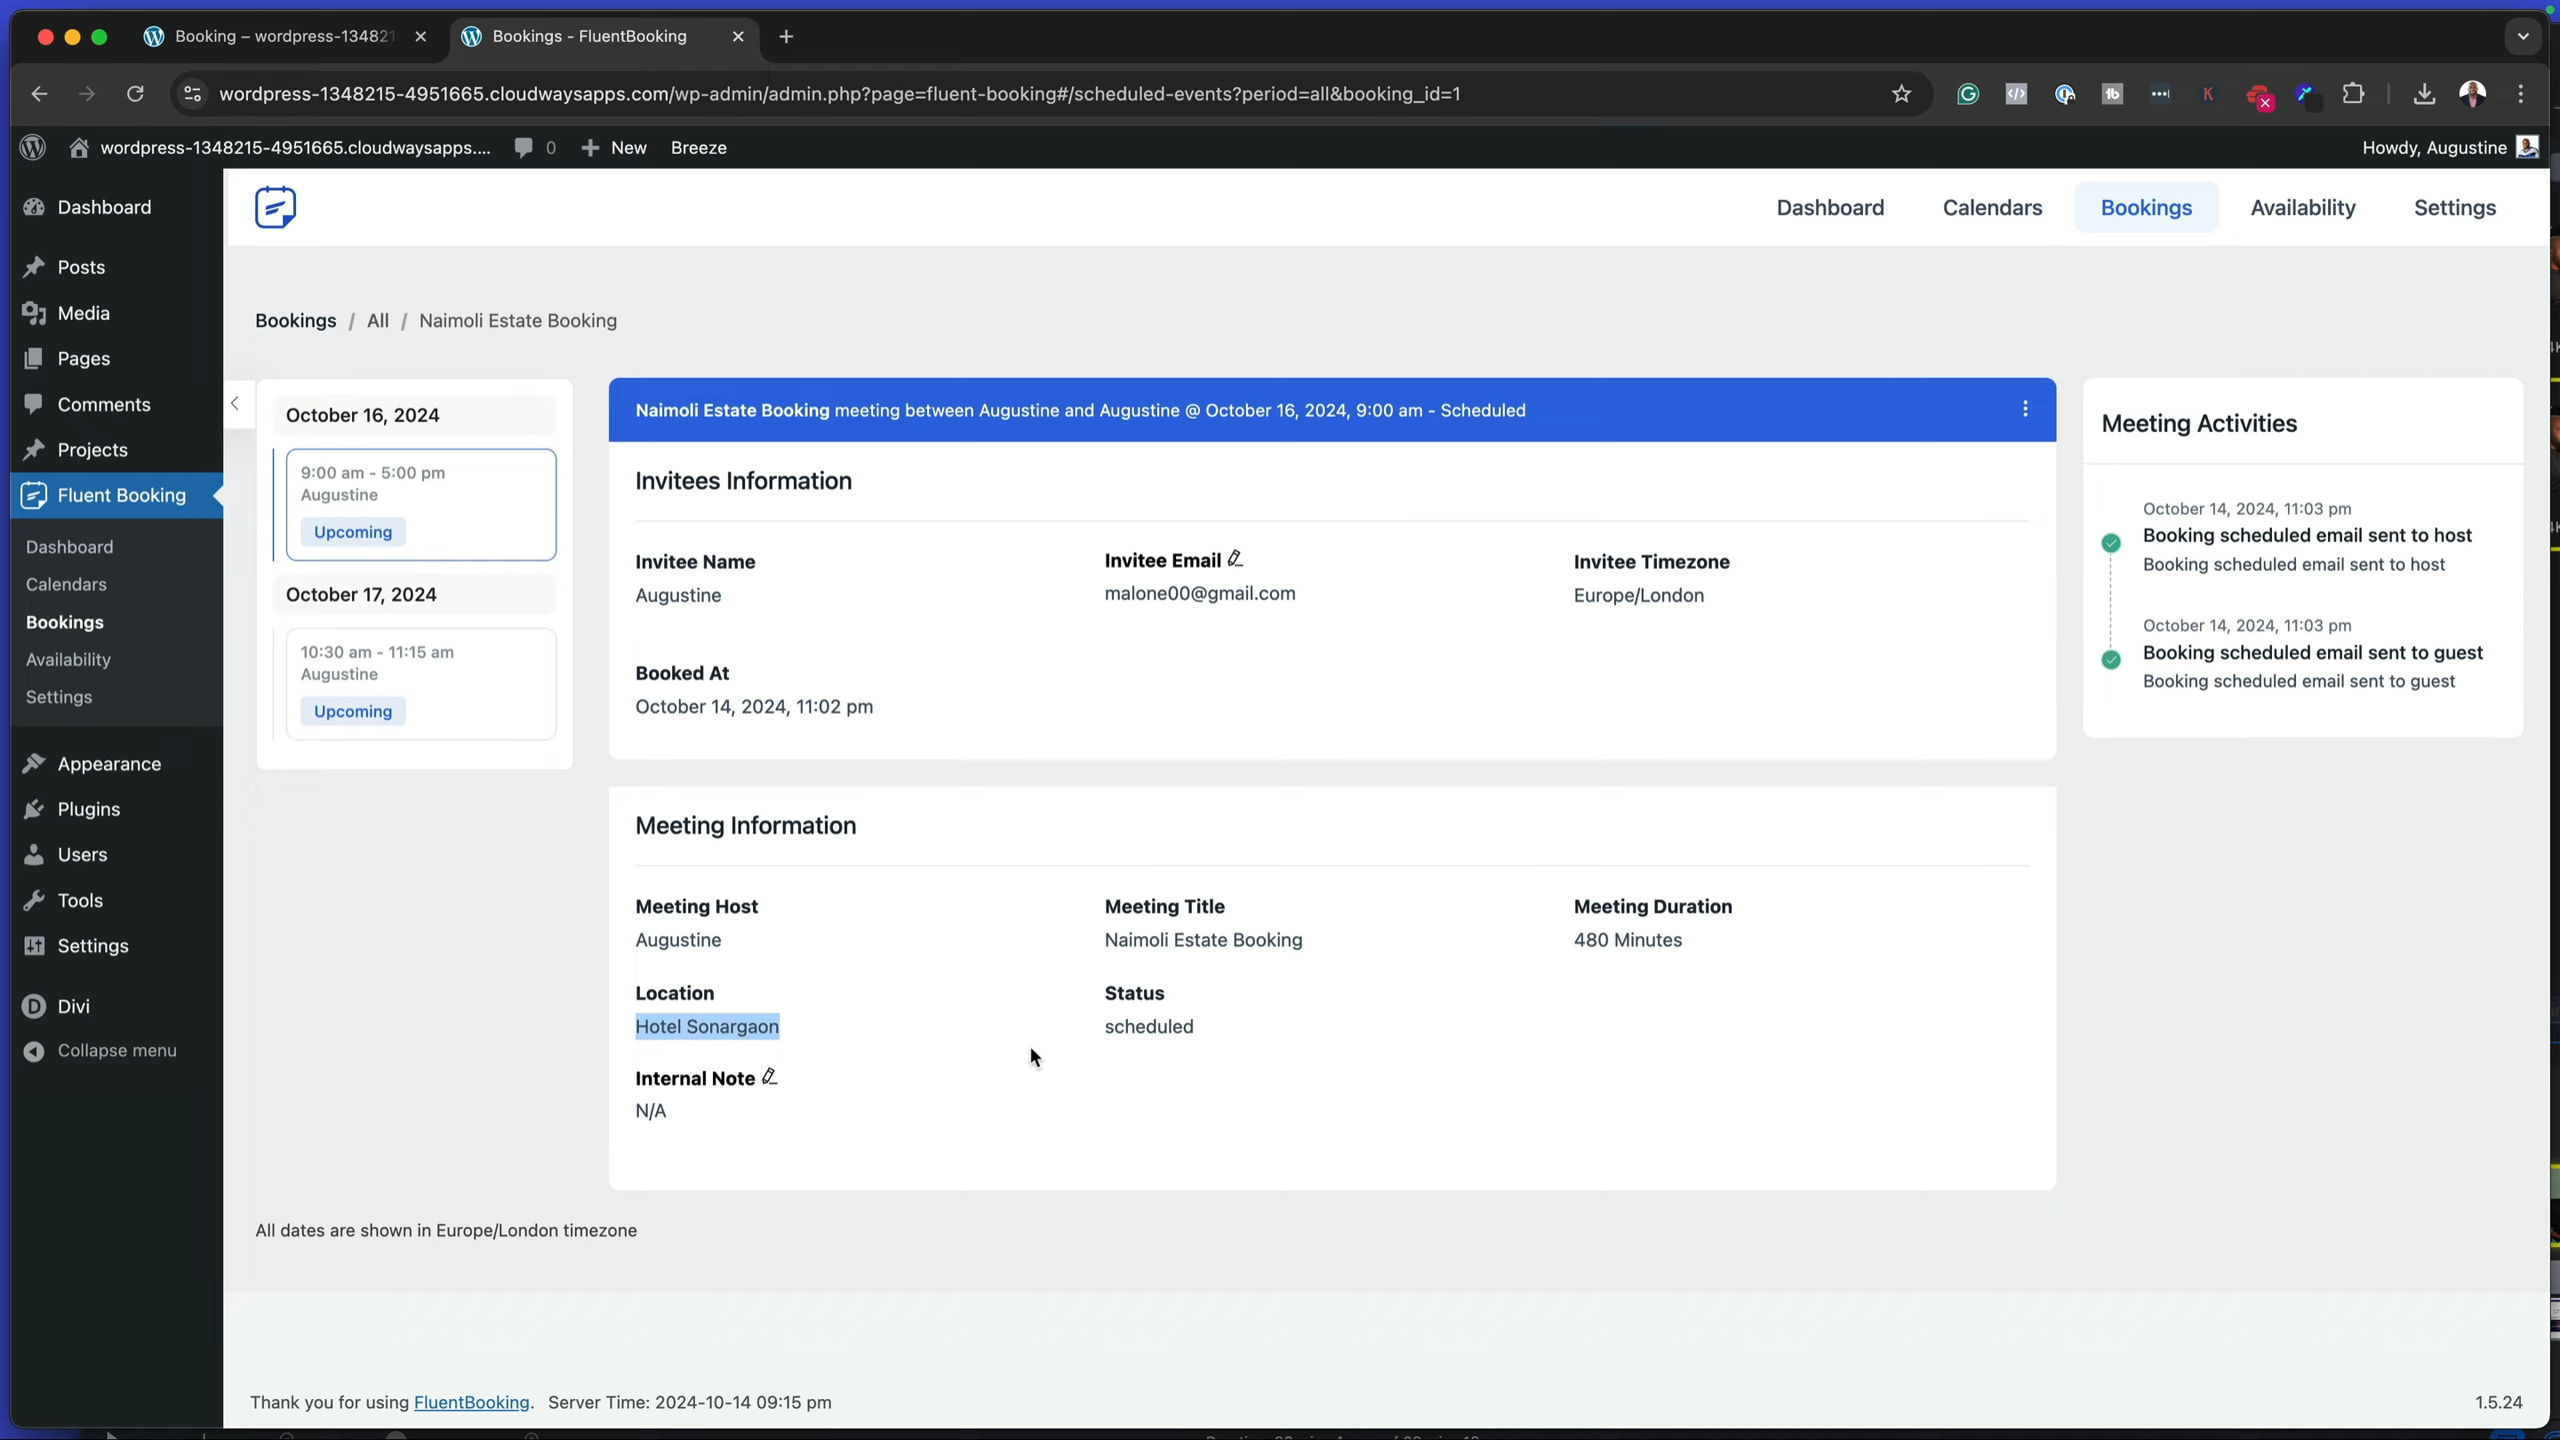 Booking – wordpress-134821
Bookings - FluentBooking
wordpress-1348215-4951665.cloudwaysapps.com/wp-admin/admin.php?page=fluent-booking#/scheduled-events?period=all&booking_id=1
wordpress-1348215-4951665.cloudwaysapps.... 0 New Breeze
Howdy, Augustine
Dashboard
Posts
Media
Pages
Comments
Projects
Fluent Booking
Dashboard
Calendars
Bookings
Availability
Settings
Appearance
Plugins
Users
Tools
Settings
Divi
Collapse menu
Dashboard Calendars Bookings Availability Settings
Bookings / All / Naimoli Estate Booking
October 16, 2024
9:00 am - 5:00 pm
Augustine
Upcoming
October 17, 2024
10:30 am - 11:15 am
Augustine
Upcoming
Naimoli Estate Booking meeting between Augustine and Augustine @ October 16, 2024, 9:00 am - Scheduled
Invitees Information
Invitee Name
Augustine
Invitee Email
malone00@gmail.com
Invitee Timezone
Europe/London
Booked At
October 14, 2024, 11:02 pm
Meeting Information
Meeting Host
Augustine
Meeting Title
Naimoli Estate Booking
Meeting Duration
480 Minutes
Location
Hotel Sonargaon
Status
scheduled
Internal Note
N/A
Meeting Activities
October 14, 2024, 11:03 pm
Booking scheduled email sent to host
Booking scheduled email sent to host
October 14, 2024, 11:03 pm
Booking scheduled email sent to guest
Booking scheduled email sent to guest
All dates are shown in Europe/London timezone
Thank you for using FluentBooking. Server Time: 2024-10-14 09:15 pm
1.5.24